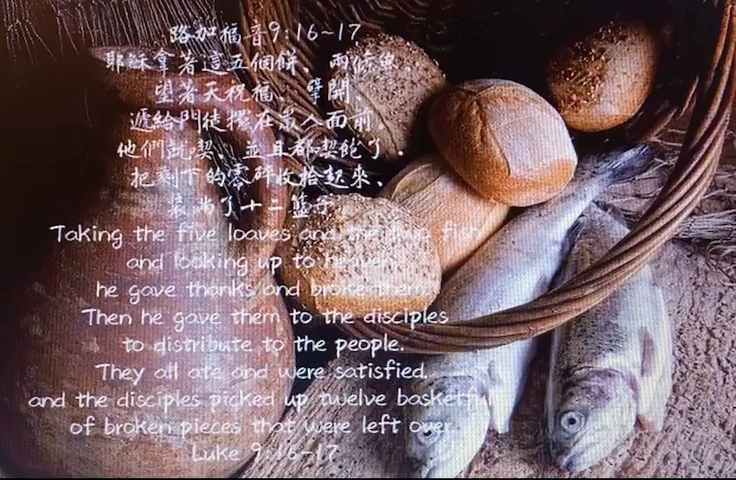 路加福音9:16~17
耶穌拿著這五個餅、兩條魚
望著天祝福,擘開,
遞給門徒擺在眾人面前.
他們就喫、並且都喫飽了.
把剩下的零碎收拾起來、
裝滿了十二籃子
Taking the five loaves and the two fish
and looking up to heaven,
he gave thanks and broke them.
Then he gave them to the disciples
to distribute to the people.
They all ate and were satisfied,
and the disciples picked up twelve basketful
of broken pieces that were left over.
Luke 9:16-17